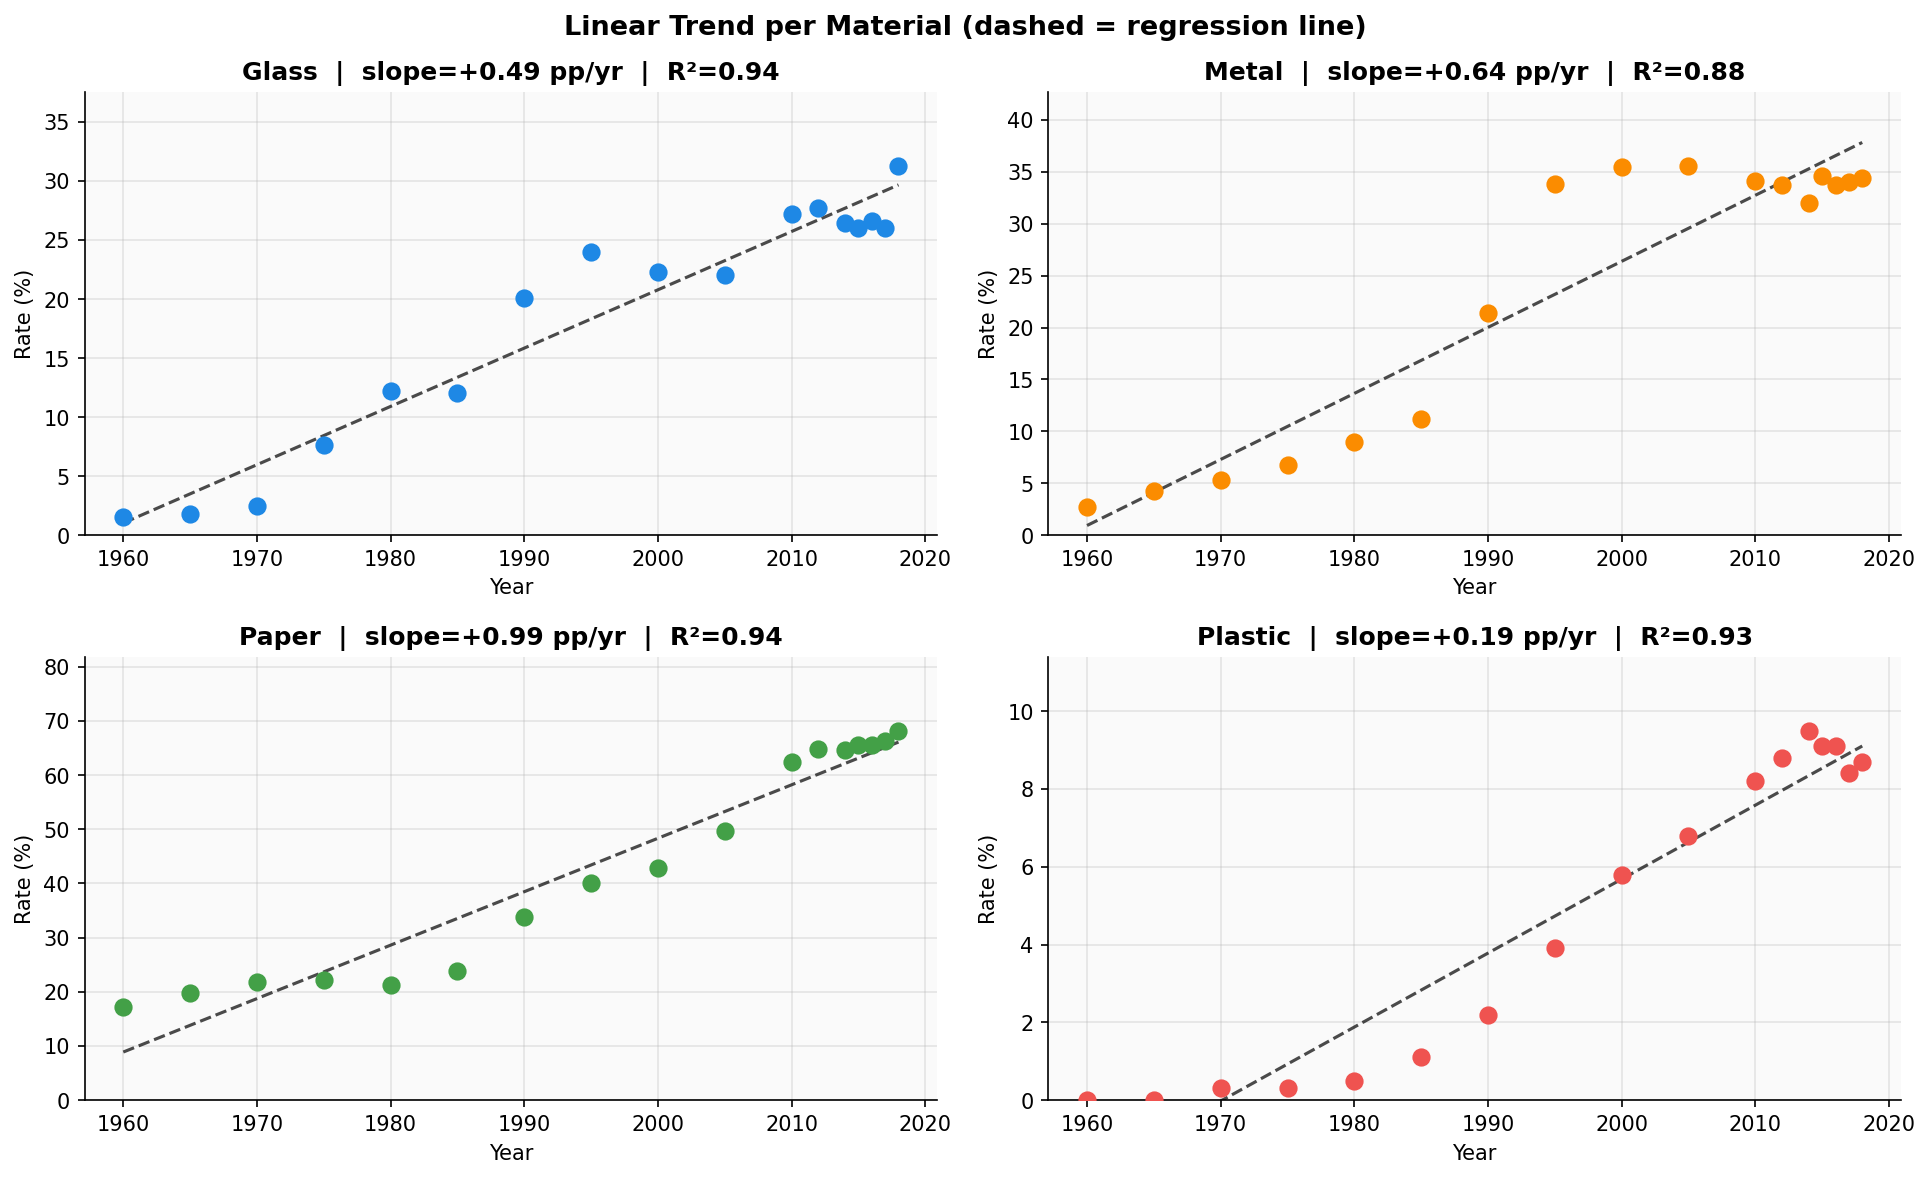 Linear Trend per Material (dashed = regression line)
Glass  |  slope=+0.49 pp/yr  |  R²=0.94
35
30
25
20
15
10
5
0
Rate (%)
1960 1970 1980 1990 2000 2010 2020
Year
Metal  |  slope=+0.64 pp/yr  |  R²=0.88
40
35
30
25
20
15
10
5
0
Rate (%)
1960 1970 1980 1990 2000 2010 2020
Year
Paper  |  slope=+0.99 pp/yr  |  R²=0.94
80
70
60
50
40
30
20
10
0
Rate (%)
1960 1970 1980 1990 2000 2010 2020
Year
Plastic  |  slope=+0.19 pp/yr  |  R²=0.93
10
8
6
4
2
0
Rate (%)
1960 1970 1980 1990 2000 2010 2020
Year